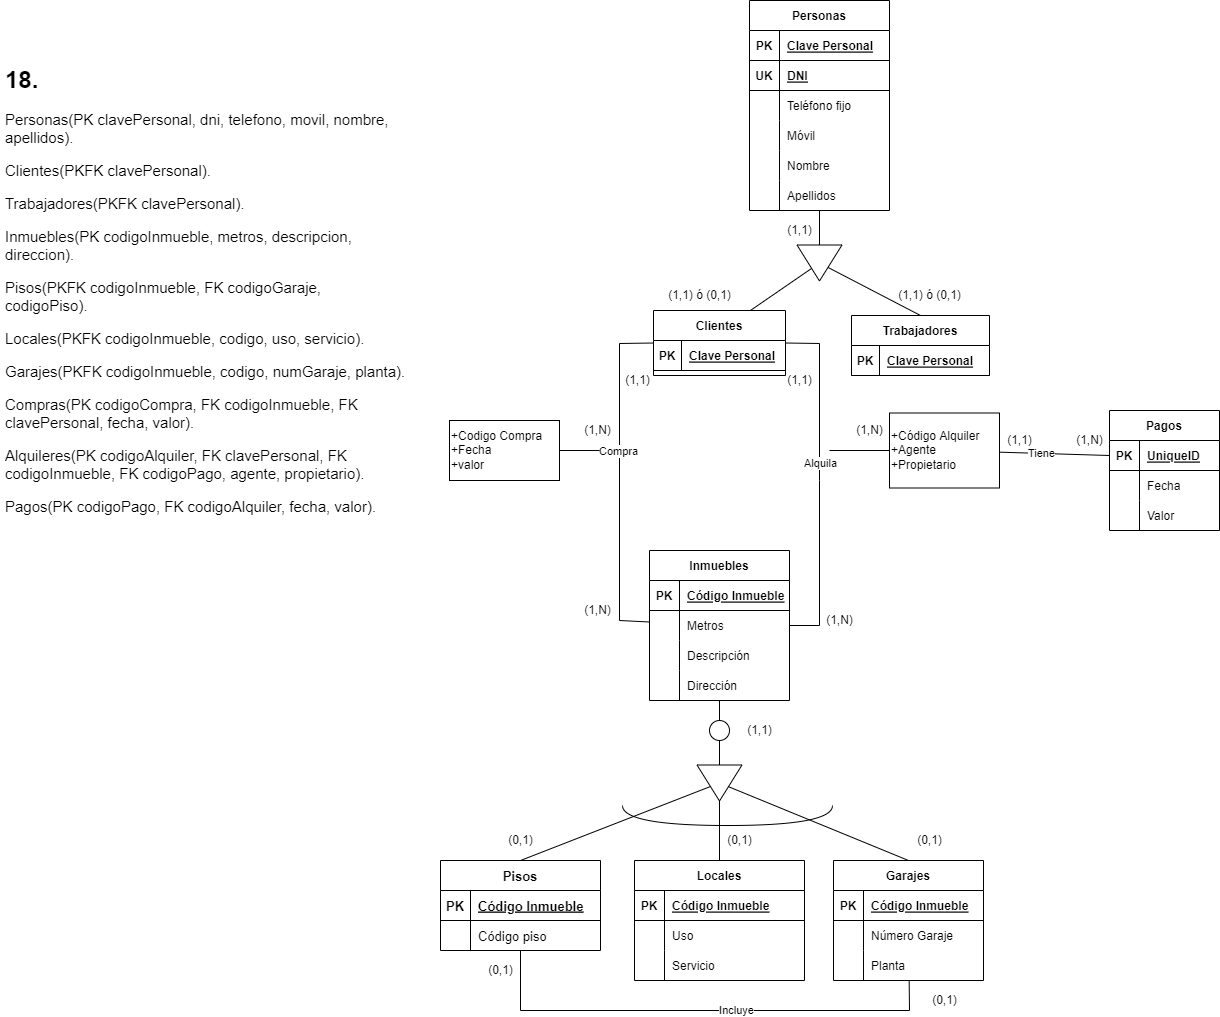 18.
Personas(PK clavePersonal, dni, telefono, movil, nombre,
apellidos).
Clientes(PKFK clavePersonal).
Trabajadores(PKFK clavePersonal).
Inmuebles(PK codigoInmueble, metros, descripcion,
direccion).
Pisos(PKFK codigoInmueble, FK codigoGaraje,
codigoPiso).
Locales(PKFK codigoInmueble, codigo, uso, servicio).
Garajes(PKFK codigoInmueble, codigo, numGaraje, planta).
Compras(PK codigoCompra, FK codigoInmueble, FK
clavePersonal, fecha, valor).
Alquileres(PK codigoAlquiler, FK clavePersonal, FK
codigoInmueble, FK codigoPago, agente, propietario).
Pagos(PK codigoPago, FK codigoAlquiler, fecha, valor).
Personas
PK Clave Personal
UK DNI
Teléfono fijo
Móvil
Nombre
Apellidos
(1,1)
(1,1) ó (0,1)
(1,1) ó (0,1)
Clientes
PK Clave Personal
Trabajadores
PK Clave Personal
(1,1)
(1,1)
+Codigo Compra
+Fecha
+valor
(1,N)
Compra
Alquila
(1,N)
+Código Alquiler
+Agente
+Propietario
(1,1)
Tiene
(1,N)
Pagos
PK UniqueID
Fecha
Valor
Inmuebles
PK Código Inmueble
Metros
Descripción
Dirección
(1,N)
(1,N)
(1,1)
(0,1)
(0,1)
(0,1)
Pisos
PK Código Inmueble
Código piso
Locales
PK Código Inmueble
Uso
Servicio
Garajes
PK Código Inmueble
Número Garaje
Planta
(0,1)
(0,1)
Incluye